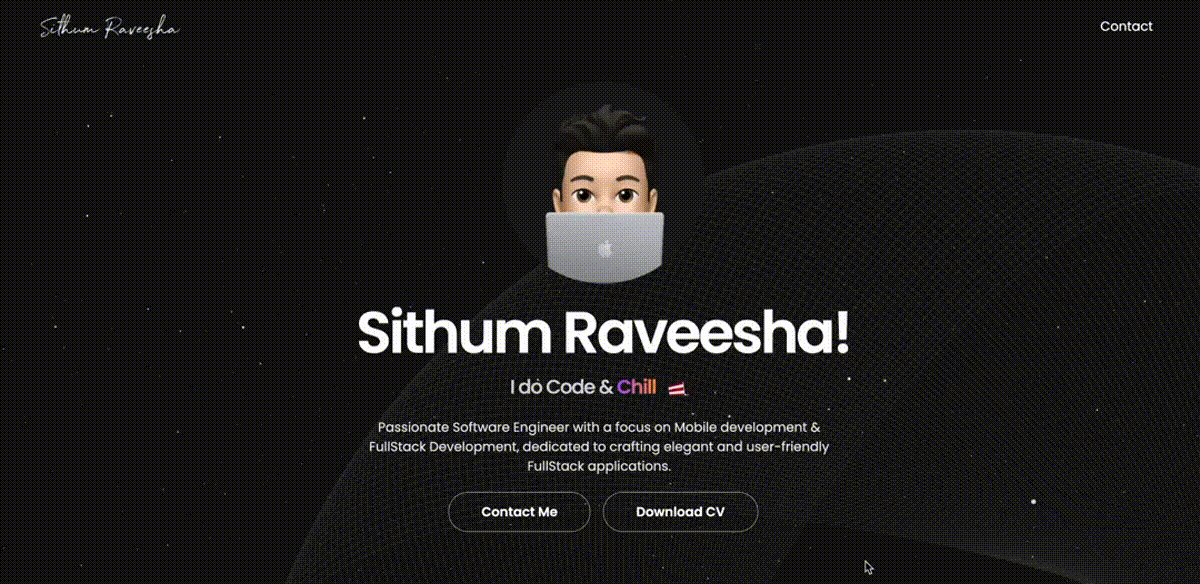 Sithum Raveesha
Contact
Sithum Raveesha!
I do Code & Chill
Passionate Software Engineer with a focus on Mobile development &
FullStack Development, dedicated to crafting elegant and user-friendly
FullStack applications.
Contact Me
Download CV